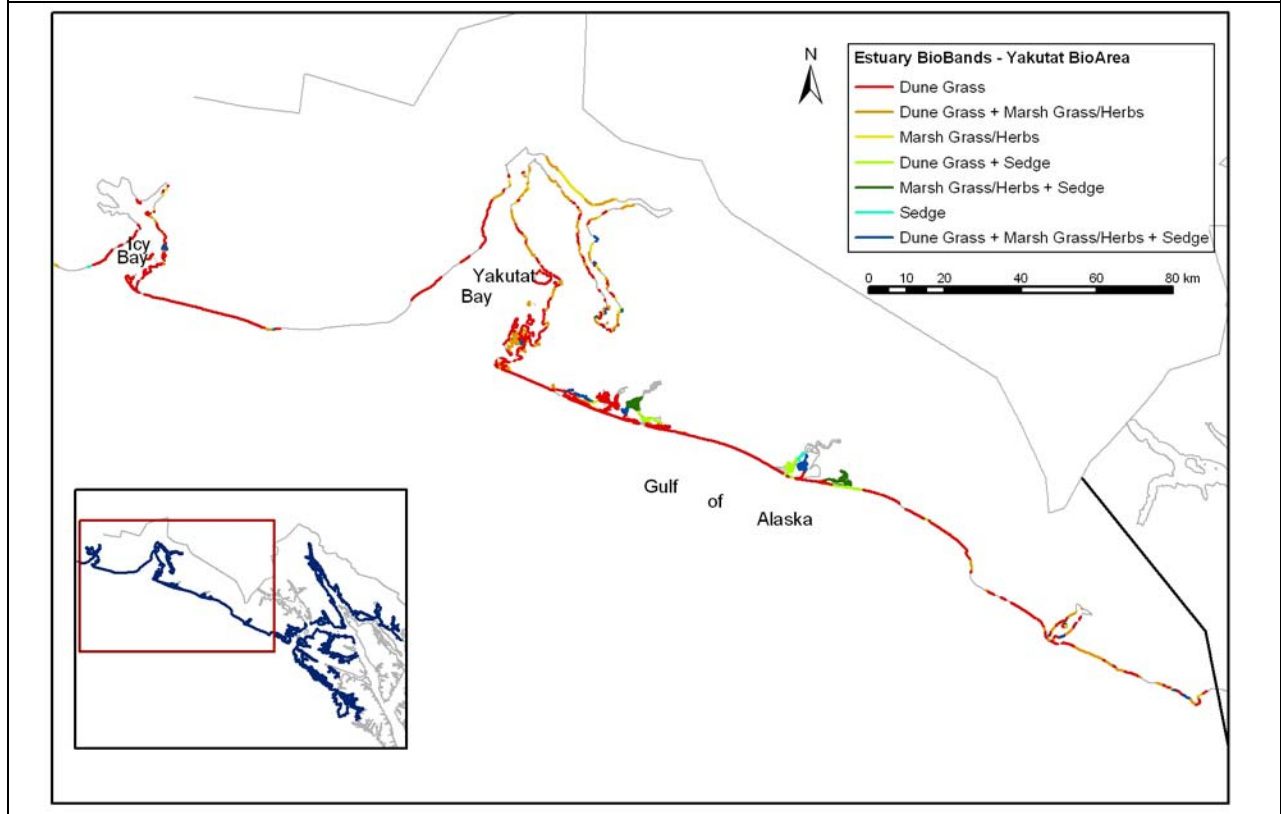 N
Estuary BioBands - Yakutat BioArea
Dune Grass
Dune Grass + Marsh Grass/Herbs
Marsh Grass/Herbs
Dune Grass + Sedge
Marsh Grass/Herbs + Sedge
Sedge
Dune Grass + Marsh Grass/Herbs + Sedge
0 10 20 40 60 80 km
Icy
Bay
Yakutat
Bay
Gulf
of
Alaska